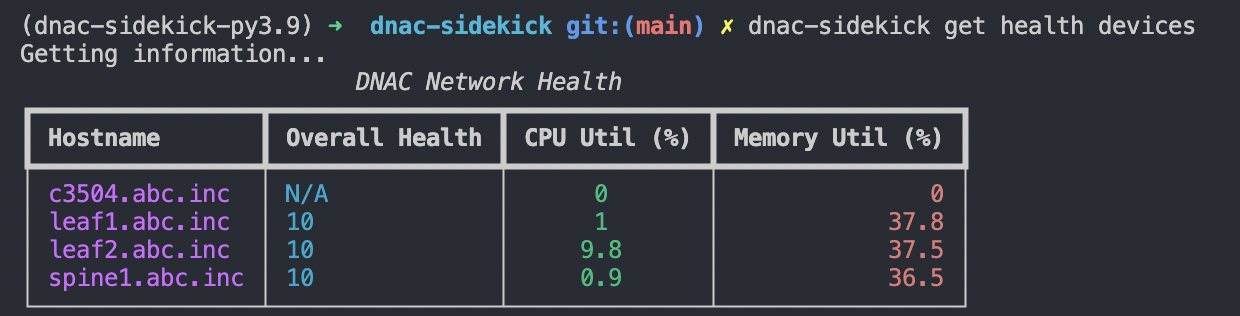 (dnac-sidekick-py3.9) ➜ dnac-sidekick git:(main) ✗ dnac-sidekick get health devices
Getting information...
DNAC Network Health
Hostname Overall Health CPU Util (%) Memory Util (%)
c3504.abc.inc N/A 0 0
leaf1.abc.inc 10 1 37.8
leaf2.abc.inc 10 9.8 37.5
spine1.abc.inc 10 0.9 36.5